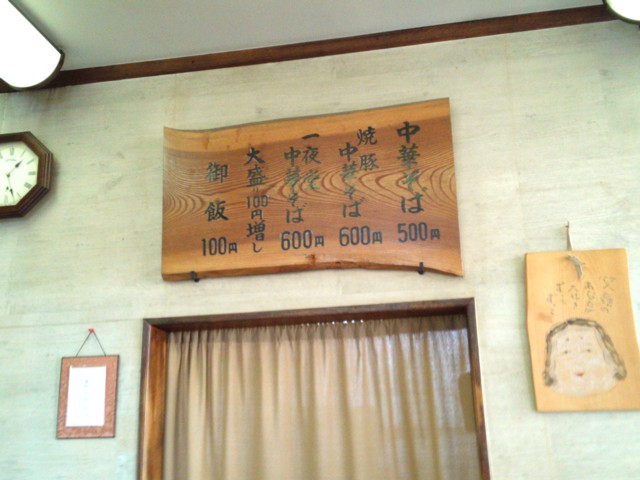 中華そば 500円
焼豚
中華そば 600円
一夜定
中華そば 600円
大盛り100円増し
御飯 100円